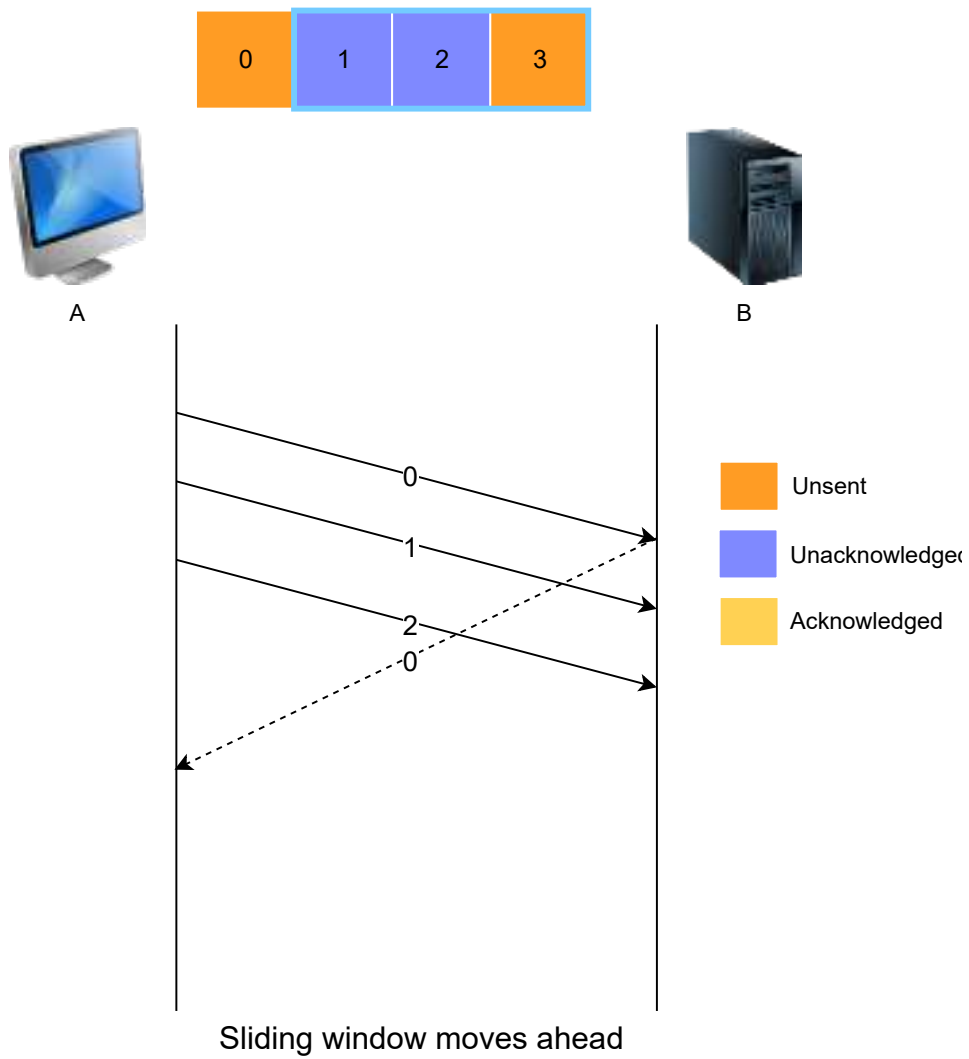 0 1 2 3
A B
0
1
2
0
Unsent
Unacknowledged
Acknowledged
Sliding window moves ahead